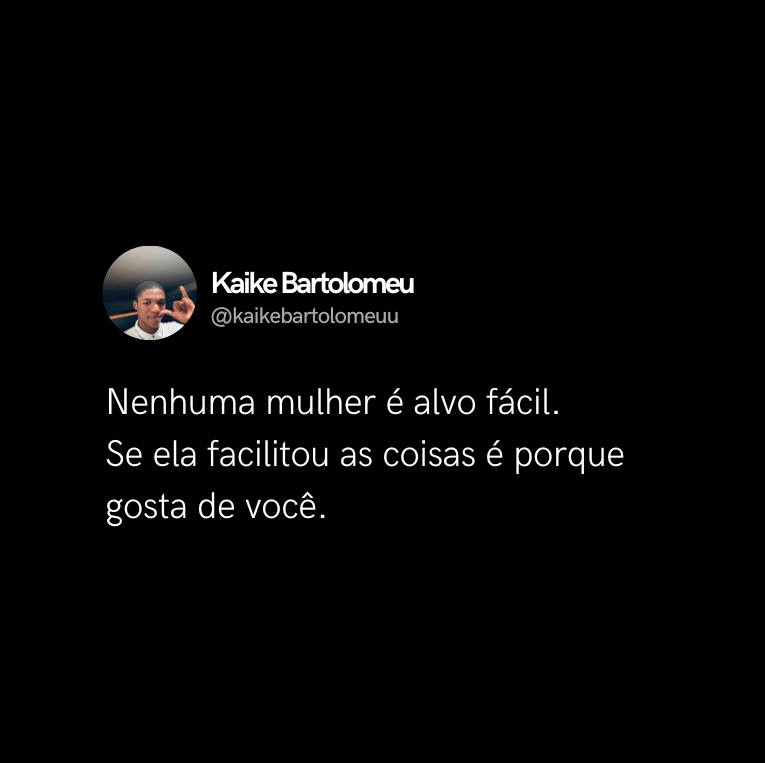 Kaike Bartolomeu
@kaikebartolomeuu
Nenhuma mulher é alvo fácil.
Se ela facilitou as coisas é porque
gosta de você.